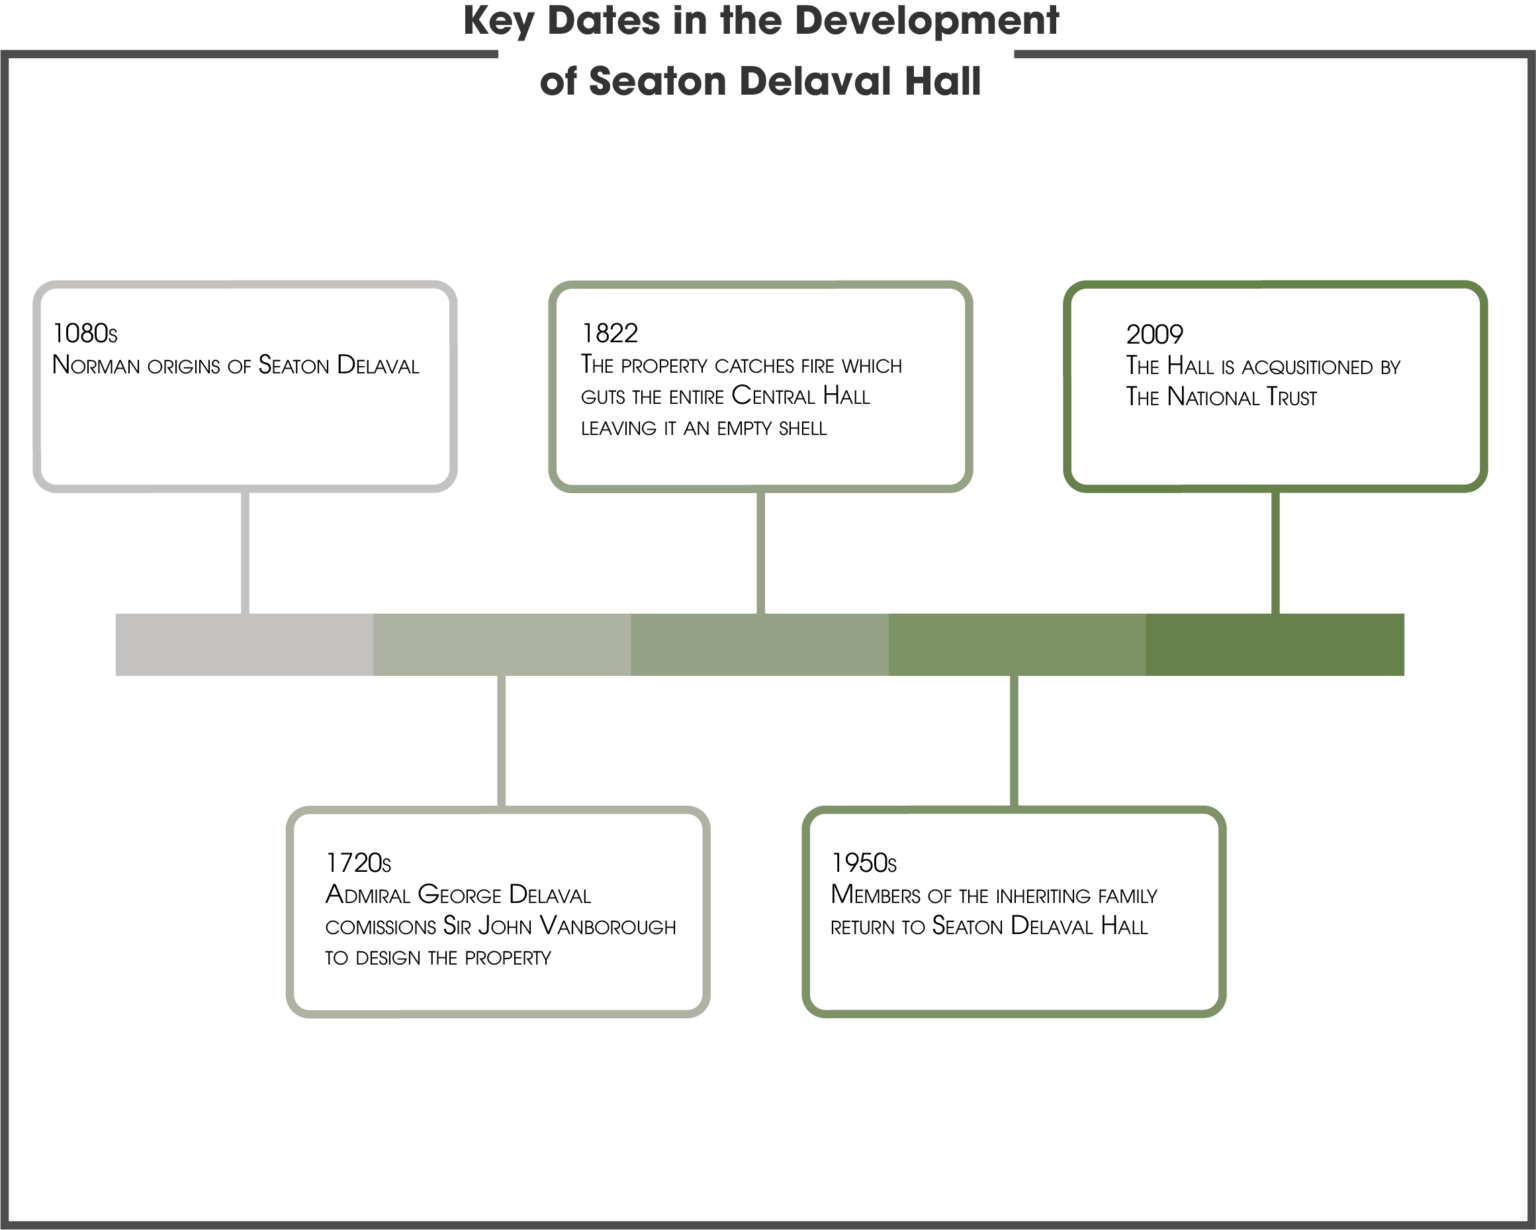 Key Dates in the Development
of Seaton Delaval Hall
1080s
Norman origins of Seaton Delaval
1822
The property catches fire which
guts the entire Central Hall
leaving it an empty shell
2009
The Hall is acqusitioned by
The National Trust
1720s
Admiral George Delaval
comissions Sir John Vanborough
to design the property
1950s
Members of the inheriting family
return to Seaton Delaval Hall